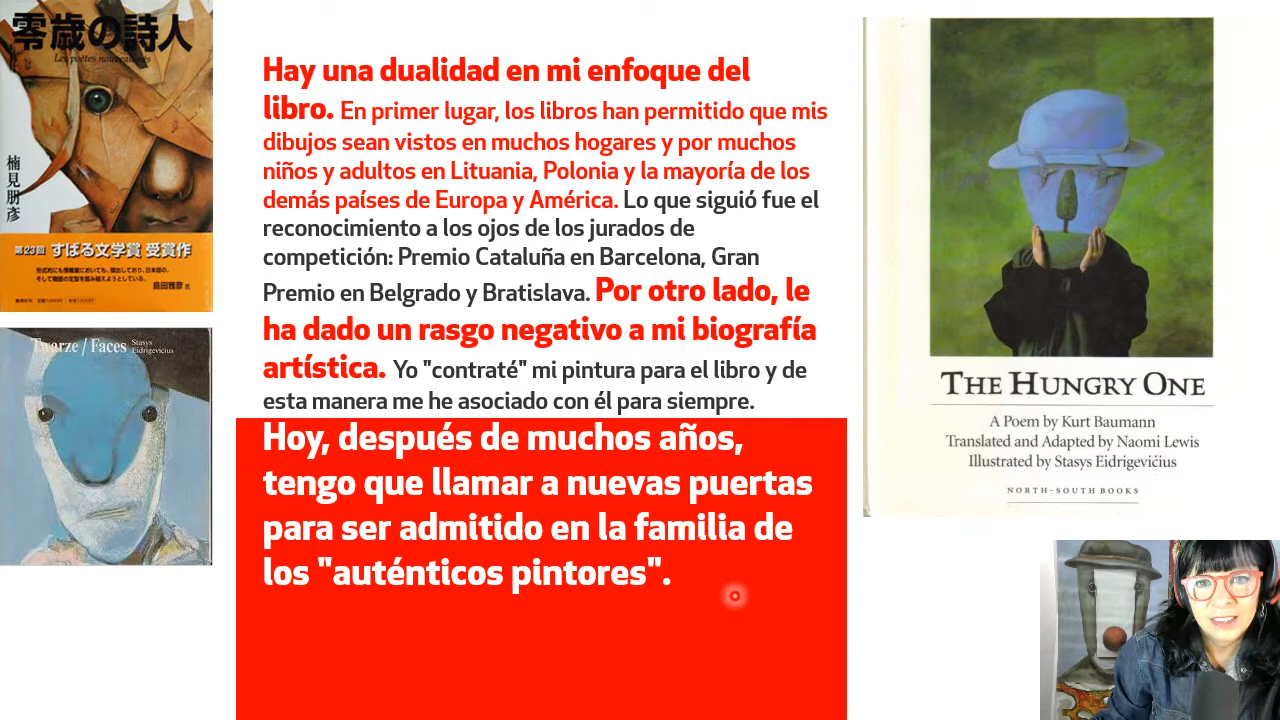 零歳の詩人
Les poètes nouveau-nés
楠見朋彦
第23回 すばる文学賞 受賞作
島田雅彦 氏
Twarze / Faces Stasys
Eidrigevicius
Hay una dualidad en mi enfoque del
libro. En primer lugar, los libros han permitido que mis
dibujos sean vistos en muchos hogares y por muchos
niños y adultos en Lituania, Polonia y la mayoría de los
demás países de Europa y América. Lo que siguió fue el
reconocimiento a los ojos de los jurados de
competición: Premio Cataluña en Barcelona, Gran
Premio en Belgrado y Bratislava. Por otro lado, le
ha dado un rasgo negativo a mi biografía
artística. Yo "contraté" mi pintura para el libro y de
esta manera me he asociado con él para siempre.
Hoy, después de muchos años,
tengo que llamar a nuevas puertas
para ser admitido en la familia de
los "auténticos pintores".
THE HUNGRY ONE
A Poem by Kurt Baumann
Translated and Adapted by Naomi Lewis
Illustrated by Stasys Eidrigevičius
NORTH-SOUTH BOOKS